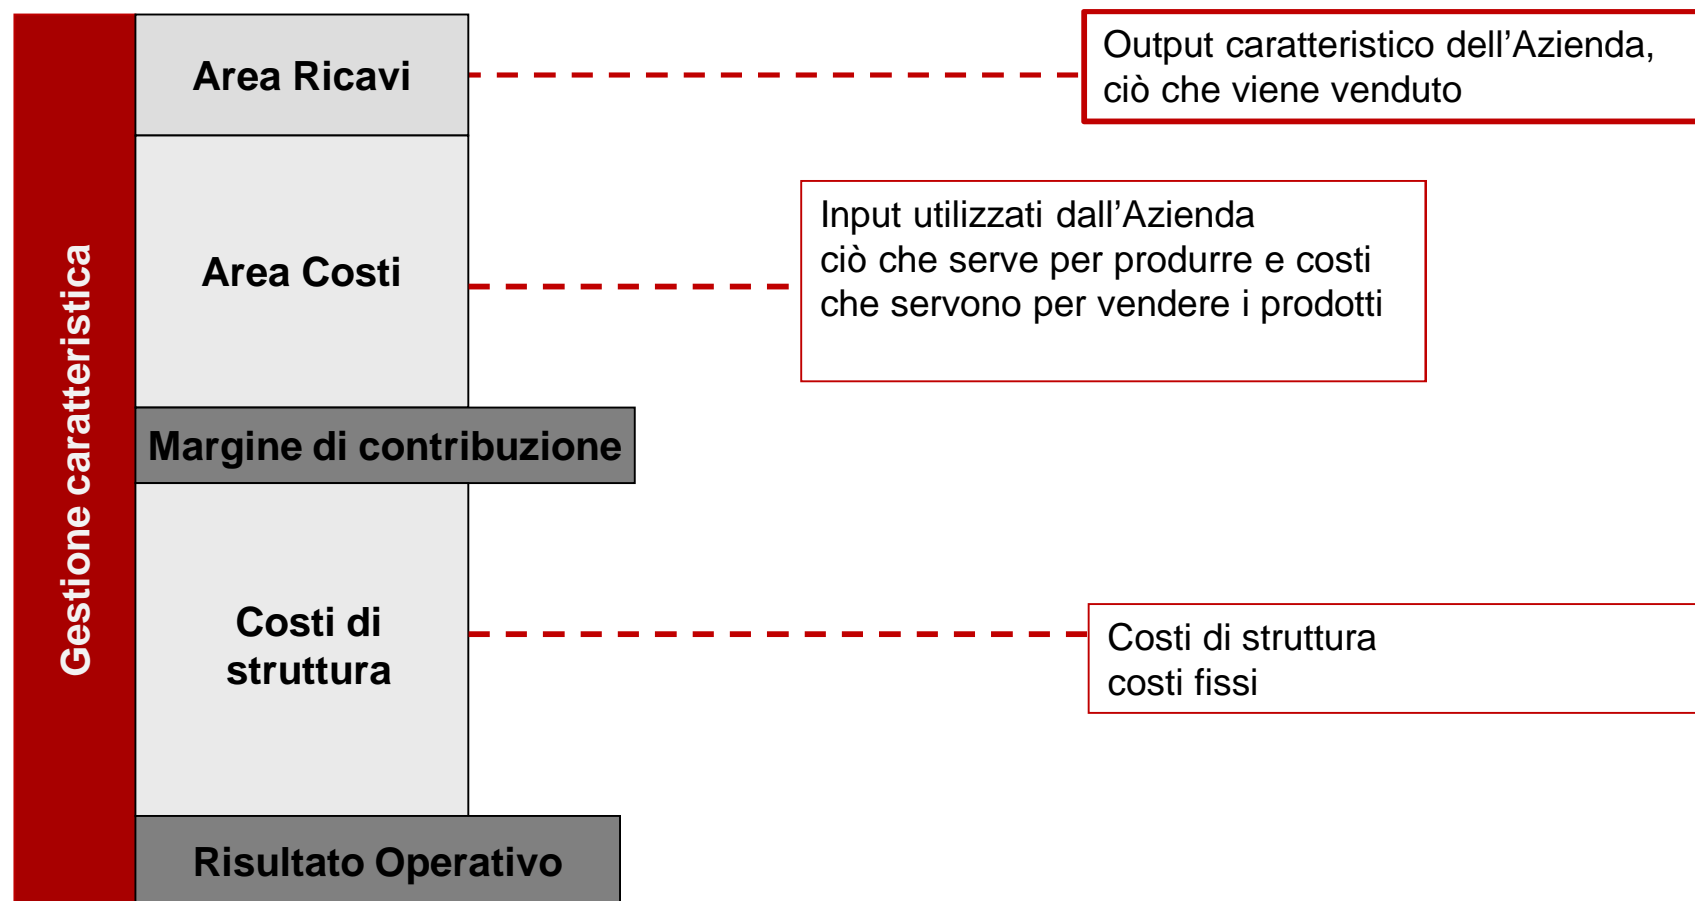 Gestione caratteristica
Area Ricavi
Output caratteristico dell’Azienda,
ciò che viene venduto
Area Costi
Input utilizzati dall’Azienda
ciò che serve per produrre e costi
che servono per vendere i prodotti
Margine di contribuzione
Costi di
struttura
Costi di struttura
costi fissi
Risultato Operativo